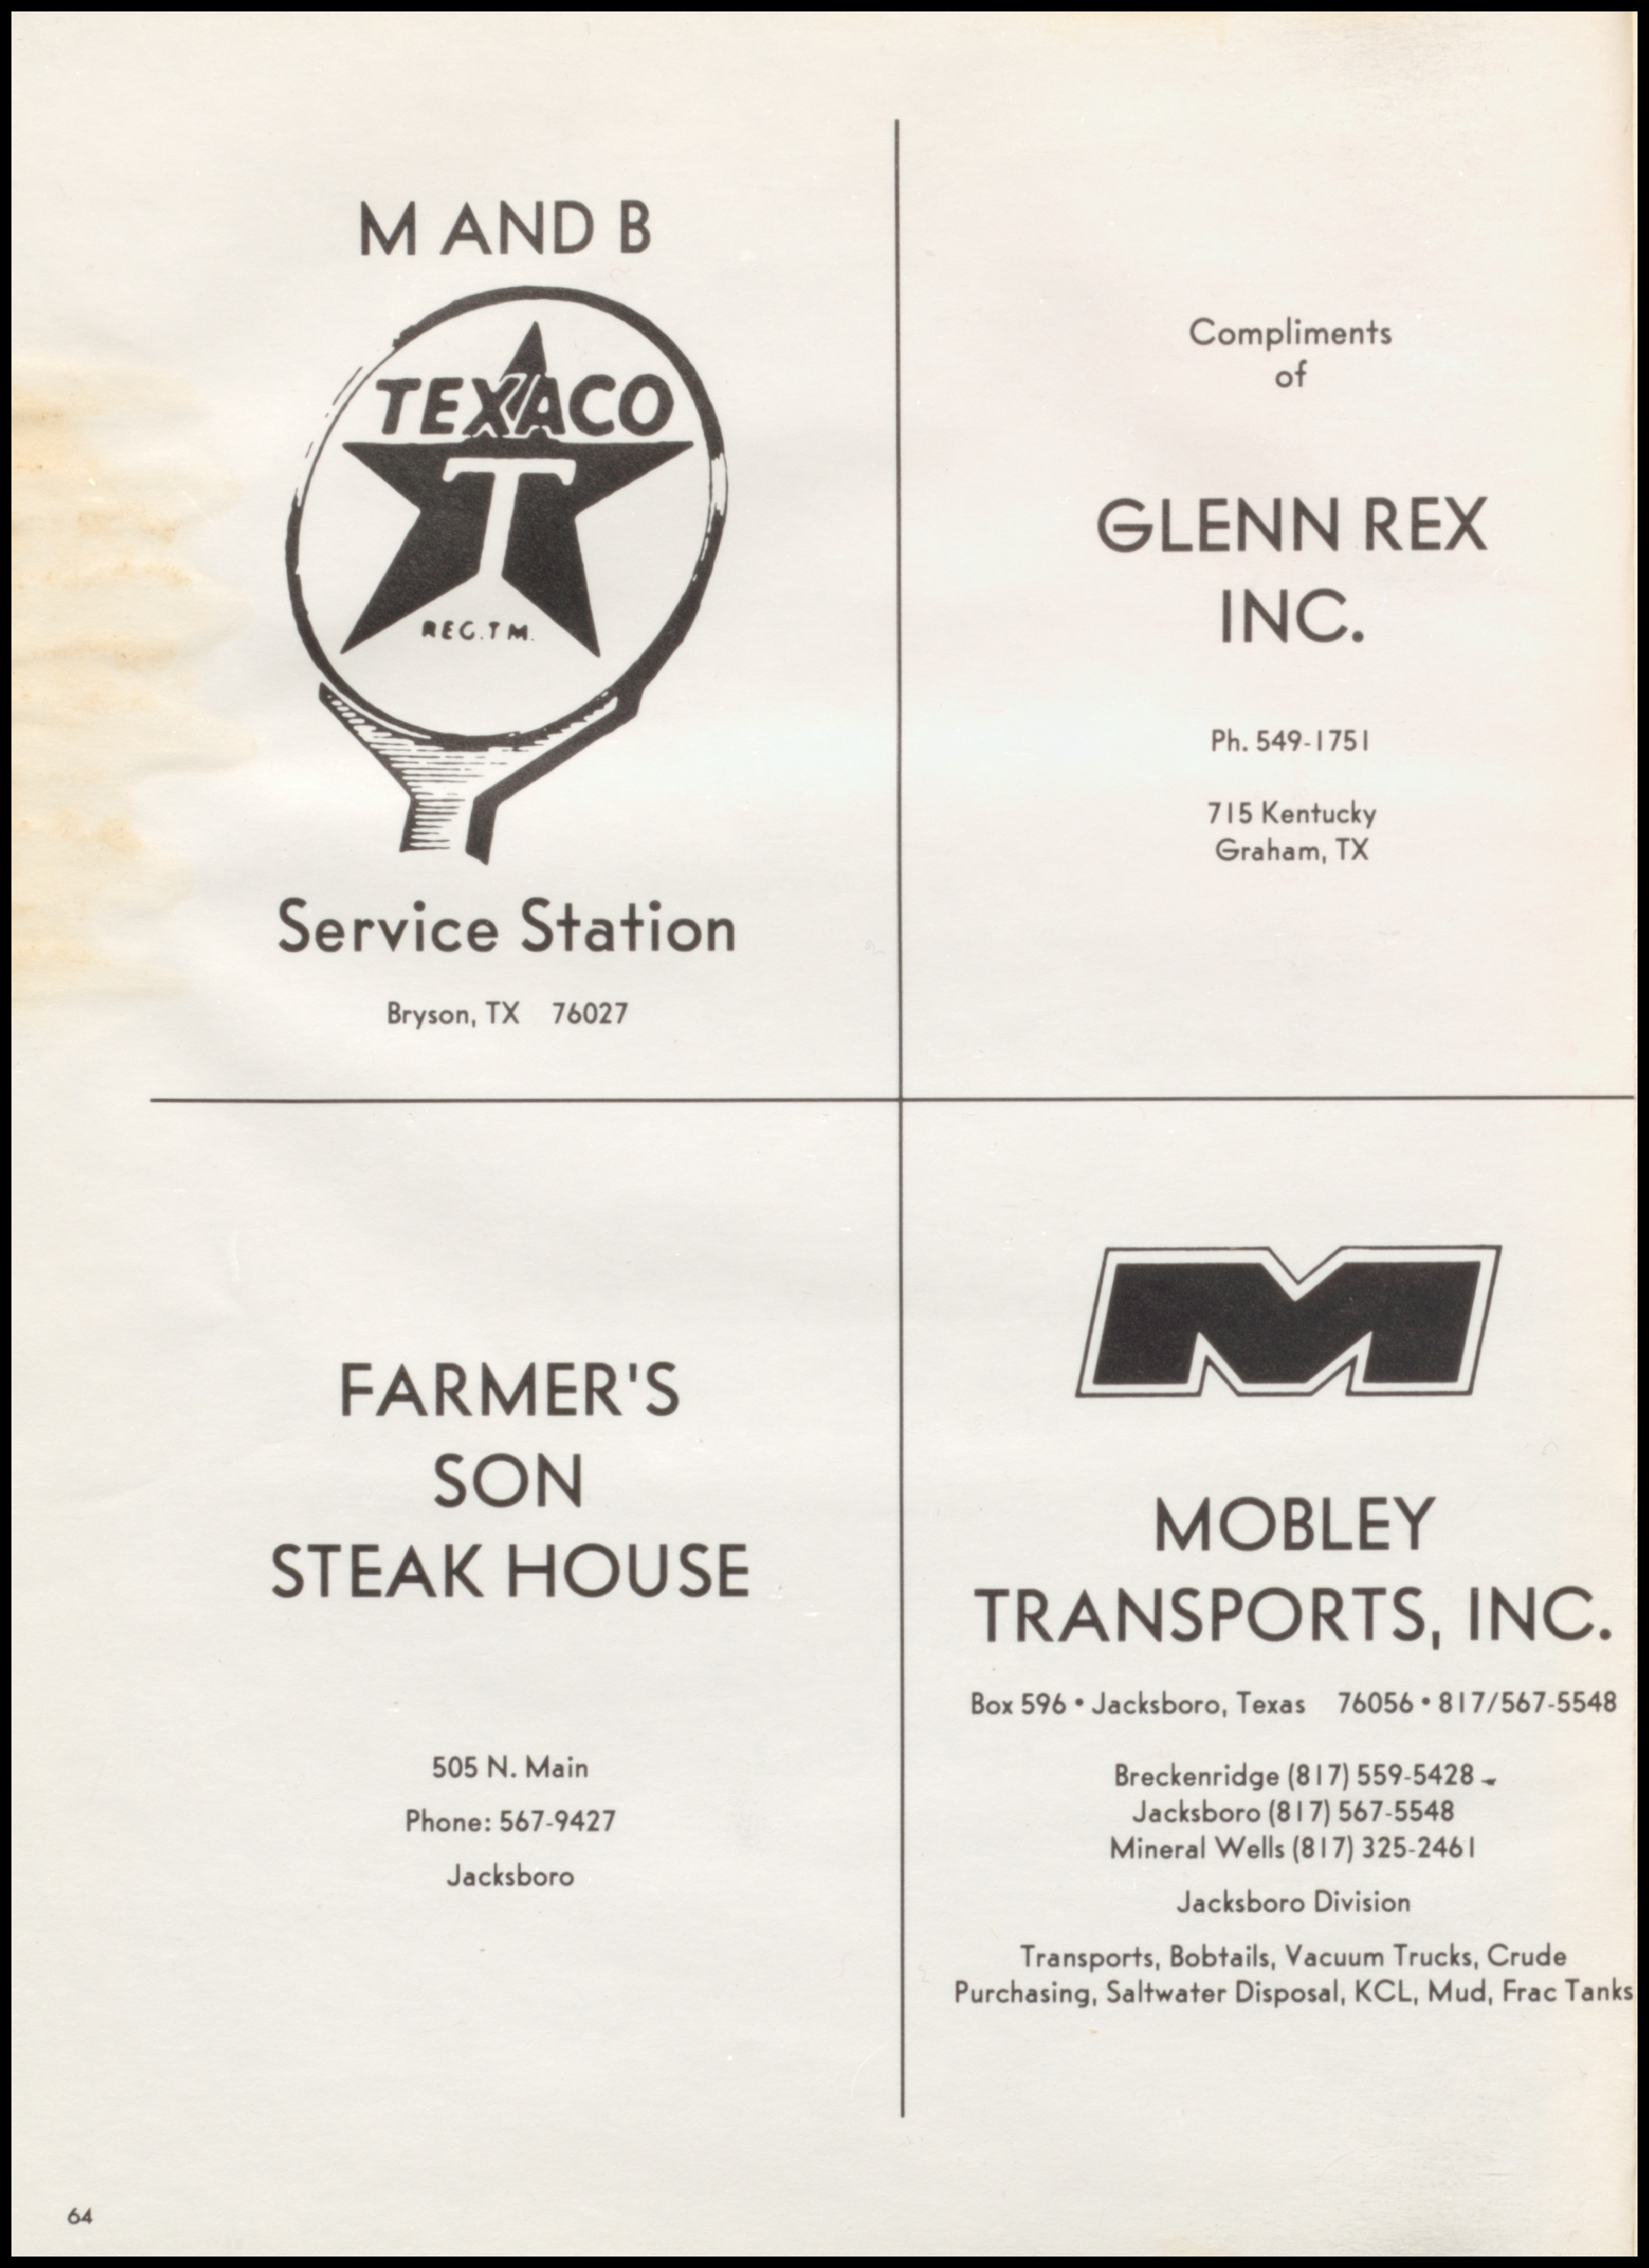 M AND B
TEXACO
T
REG. T M.
Service Station
Bryson, TX 76027
Compliments
of
GLENN REX
INC.
Ph. 549-1751
715 Kentucky
Graham, TX
FARMER'S
SON
STEAK HOUSE
505 N. Main
Phone: 567-9427
Jacksboro
M
MOBLEY
TRANSPORTS, INC.
Box 596 • Jacksboro, Texas 76056 • 817/567-5548
Breckenridge (817) 559-5428
Jacksboro (817) 567-5548
Mineral Wells (817) 325-2461
Jacksboro Division
Transports, Bobtails, Vacuum Trucks, Crude
Purchasing, Saltwater Disposal, KCL, Mud, Frac Tanks
64